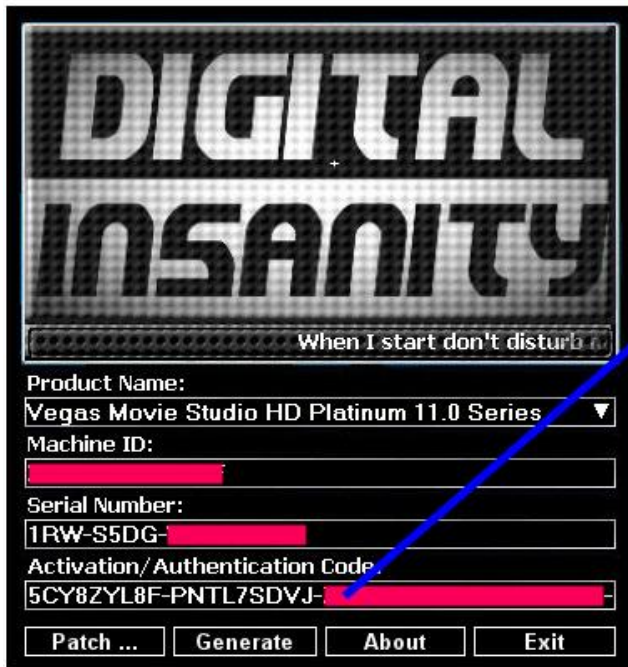 DIGITAL
INSANITY
When I start don't disturb
Product Name:
Vegas Movie Studio HD Platinum 11.0 Series
Machine ID:
Serial Number:
1RW-S5DG-
Activation/Authentication Code:
5CY8ZYL8F-PNTL7SDVJ- -
Patch ...
Generate
About
Exit